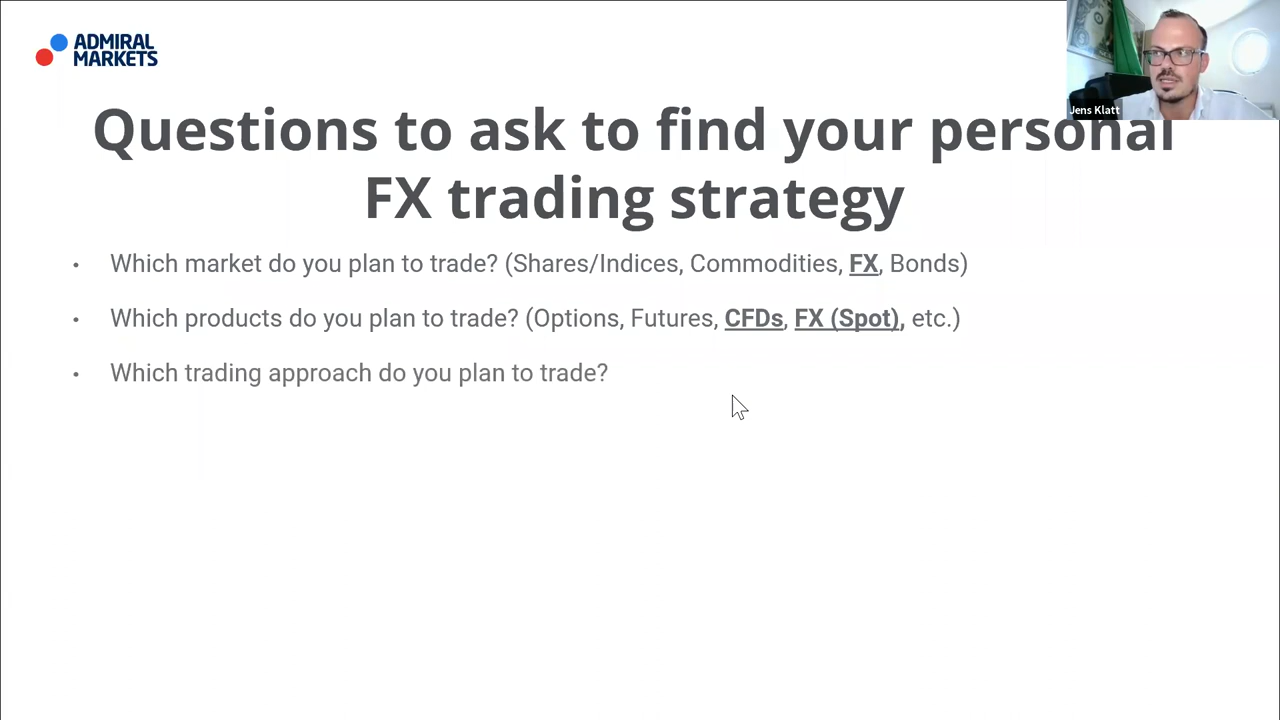 ADMIRAL
MARKETS
Jens Klatt
Questions to ask to find your personal
FX trading strategy
• Which market do you plan to trade? (Shares/Indices, Commodities, FX, Bonds)
• Which products do you plan to trade? (Options, Futures, CFDs, FX (Spot), etc.)
• Which trading approach do you plan to trade?